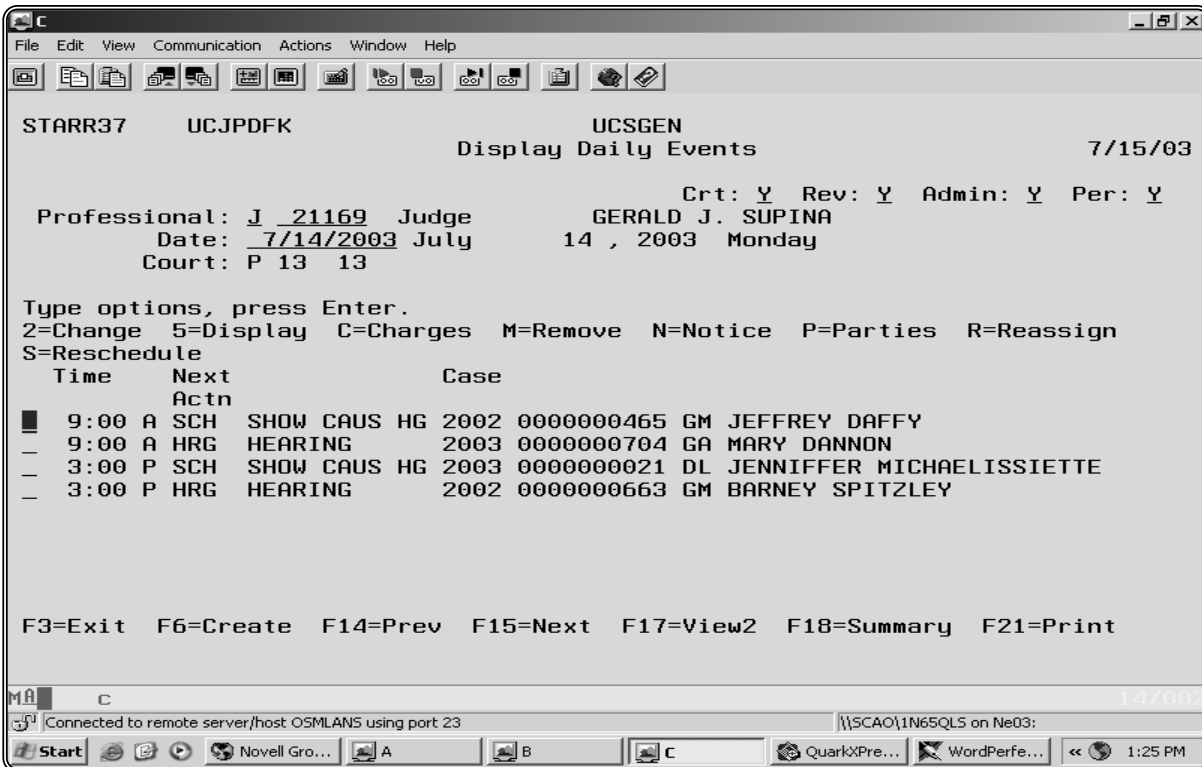 C
File Edit View Communication Actions Window Help
STARR37 UCJPDFK UCSGEN
Display Daily Events 7/15/03
Crt: Y Rev: Y Admin: Y Per: Y
Professional: J 21169 Judge GERALD J. SUPINA
Date: 7/14/2003 July 14 , 2003 Monday
Court: P 13 13
Type options, press Enter.
2=Change 5=Display C=Charges M=Remove N=Notice P=Parties R=Reassign
S=Reschedule
Time Next Case
Actn
9:00 A SCH SHOW CAUS HG 2002 0000000465 GM JEFFREY DAFFY
9:00 A HRG HEARING 2003 0000000704 GA MARY DANNON
3:00 P SCH SHOW CAUS HG 2003 0000000021 DL JENNIFFER MICHAELISSIETTE
3:00 P HRG HEARING 2002 0000000663 GM BARNEY SPITZLEY
F3=Exit F6=Create F14=Prev F15=Next F17=View2 F18=Summary F21=Print
MA C 14/002
Connected to remote server/host OSMLANS using port 23 \\SCAO\1N65QLS on Ne03:
Start Novell Gro... A B C QuarkXPre... WordPerfe... « 1:25 PM